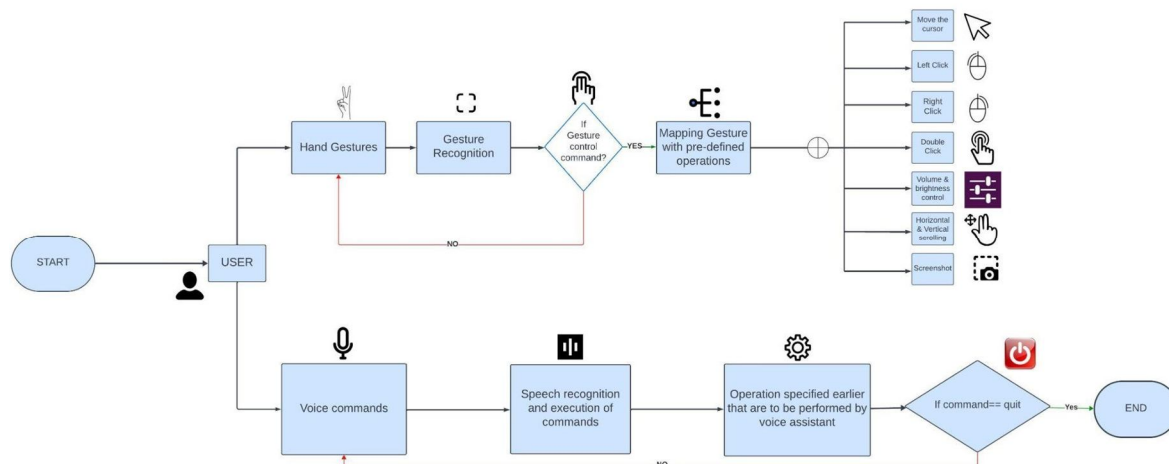 START
USER
Hand Gestures
Gesture
Recognition
If
Gesture
control
command?
YES
NO
Mapping Gesture
with pre-defined
operations
Move the
cursor
Left Click
Right
Click
Double
Click
Volume &
brightness
control
Horizontal
& Vertical
scrolling
Screenshot
Voice commands
Speech recognition
and execution of
commands
Operation specified earlier
that are to be performed by
voice assistant
If command== quit
Yes
NO
END